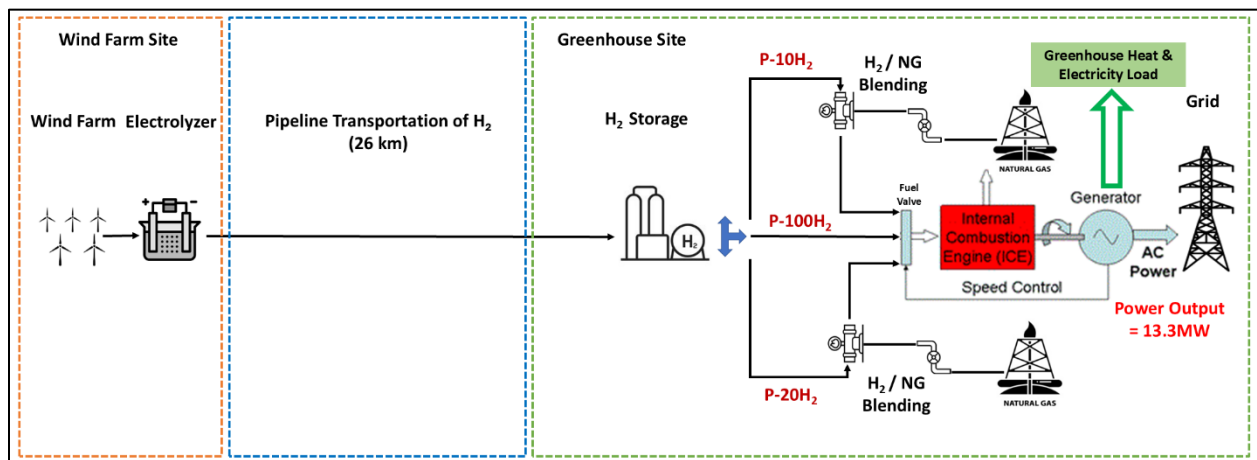 Wind Farm Site
Wind Farm Electrolyzer
+
−
Pipeline Transportation of H₂
(26 km)
Greenhouse Site
H₂ Storage
H₂
P-10H₂
H₂ / NG
Blending
NATURAL GAS
Greenhouse Heat &
Electricity Load
Grid
P-100H₂
Fuel
Valve
Internal
Combustion
Engine (ICE)
Generator
AC
Power
Speed Control
Power Output
= 13.3MW
P-20H₂
H₂ / NG
Blending
NATURAL GAS